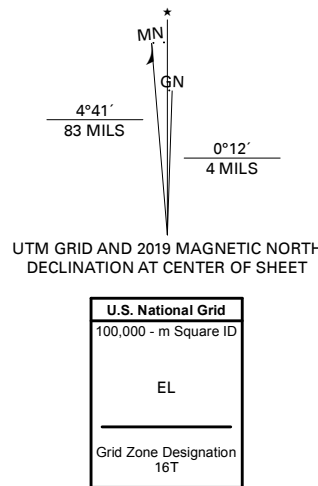 ★
MN
GN
4°41´
83 MILS
0°12´
4 MILS
UTM GRID AND 2019 MAGNETIC NORTH
DECLINATION AT CENTER OF SHEET
U.S. National Grid
100,000 - m Square ID
EL
Grid Zone Designation
16T